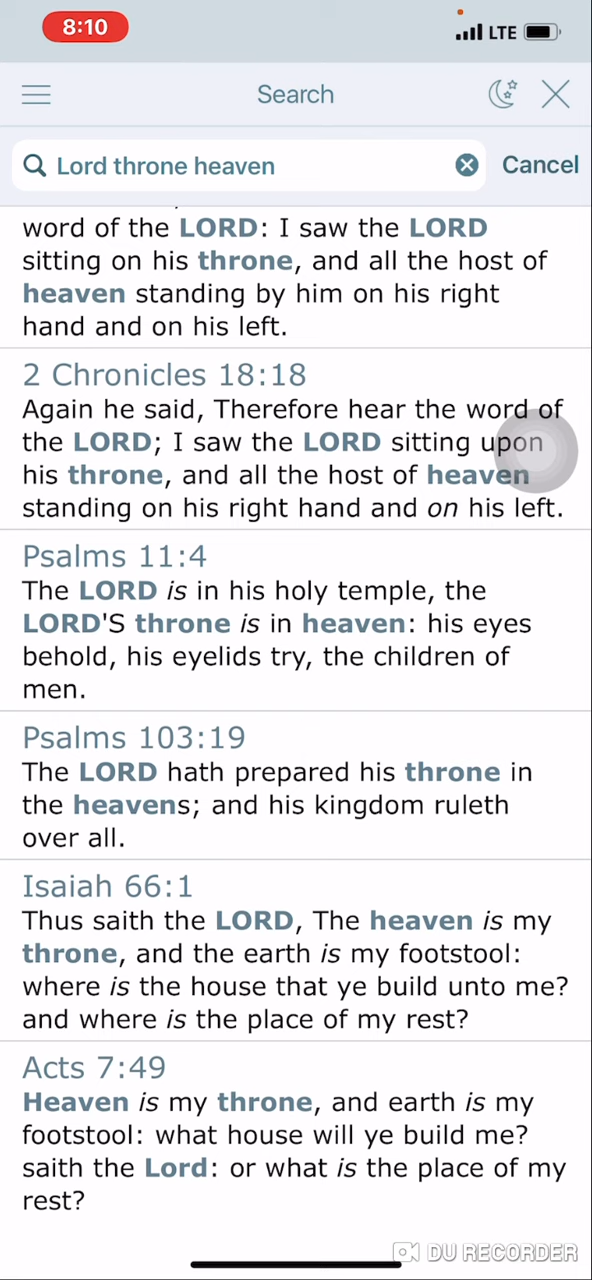 8:10
LTE
Search
Lord throne heaven
Cancel
word of the LORD: I saw the LORD
sitting on his throne, and all the host of
heaven standing by him on his right
hand and on his left.
2 Chronicles 18:18
Again he said, Therefore hear the word of
the LORD; I saw the LORD sitting upon
his throne, and all the host of heaven
standing on his right hand and on his left.
Psalms 11:4
The LORD is in his holy temple, the
LORD'S throne is in heaven: his eyes
behold, his eyelids try, the children of
men.
Psalms 103:19
The LORD hath prepared his throne in
the heavens; and his kingdom ruleth
over all.
Isaiah 66:1
Thus saith the LORD, The heaven is my
throne, and the earth is my footstool:
where is the house that ye build unto me?
and where is the place of my rest?
Acts 7:49
Heaven is my throne, and earth is my
footstool: what house will ye build me?
saith the Lord: or what is the place of my
rest?
DU RECORDER